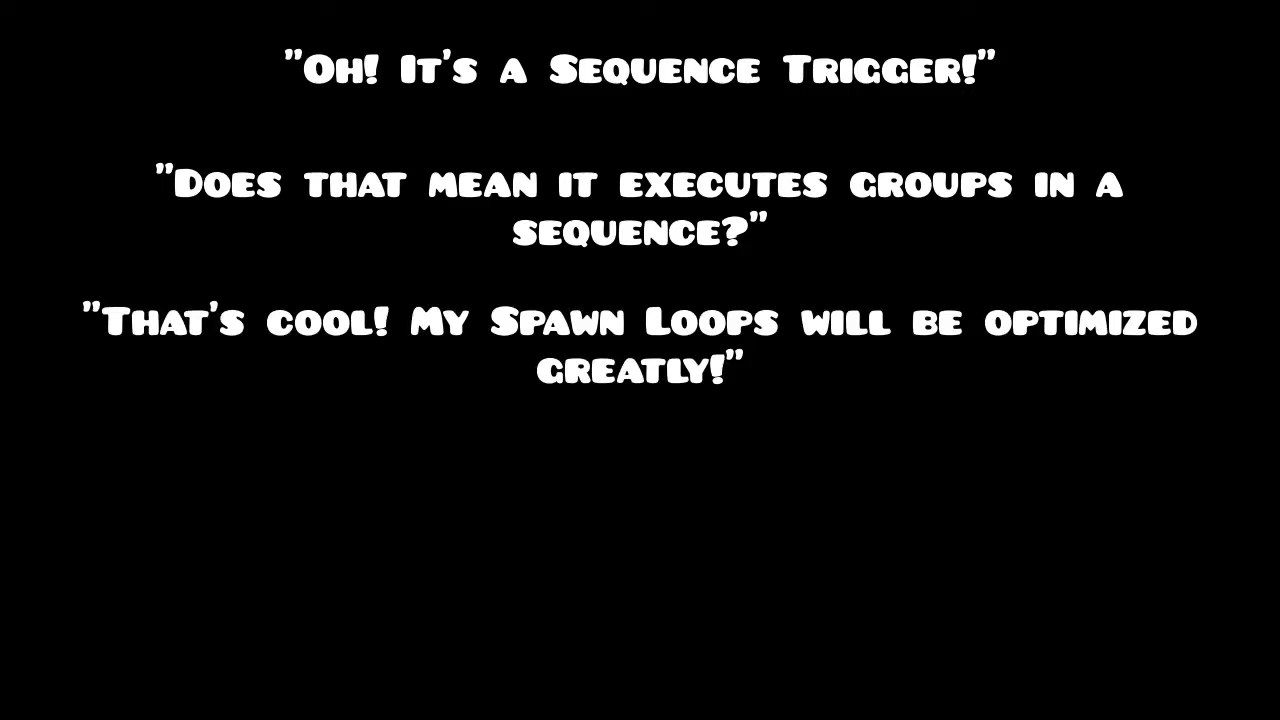 "Oh! It's a Sequence Trigger!"
"Does that mean it executes groups in a
sequence?"
"That's cool! My Spawn Loops will be optimized
greatly!"